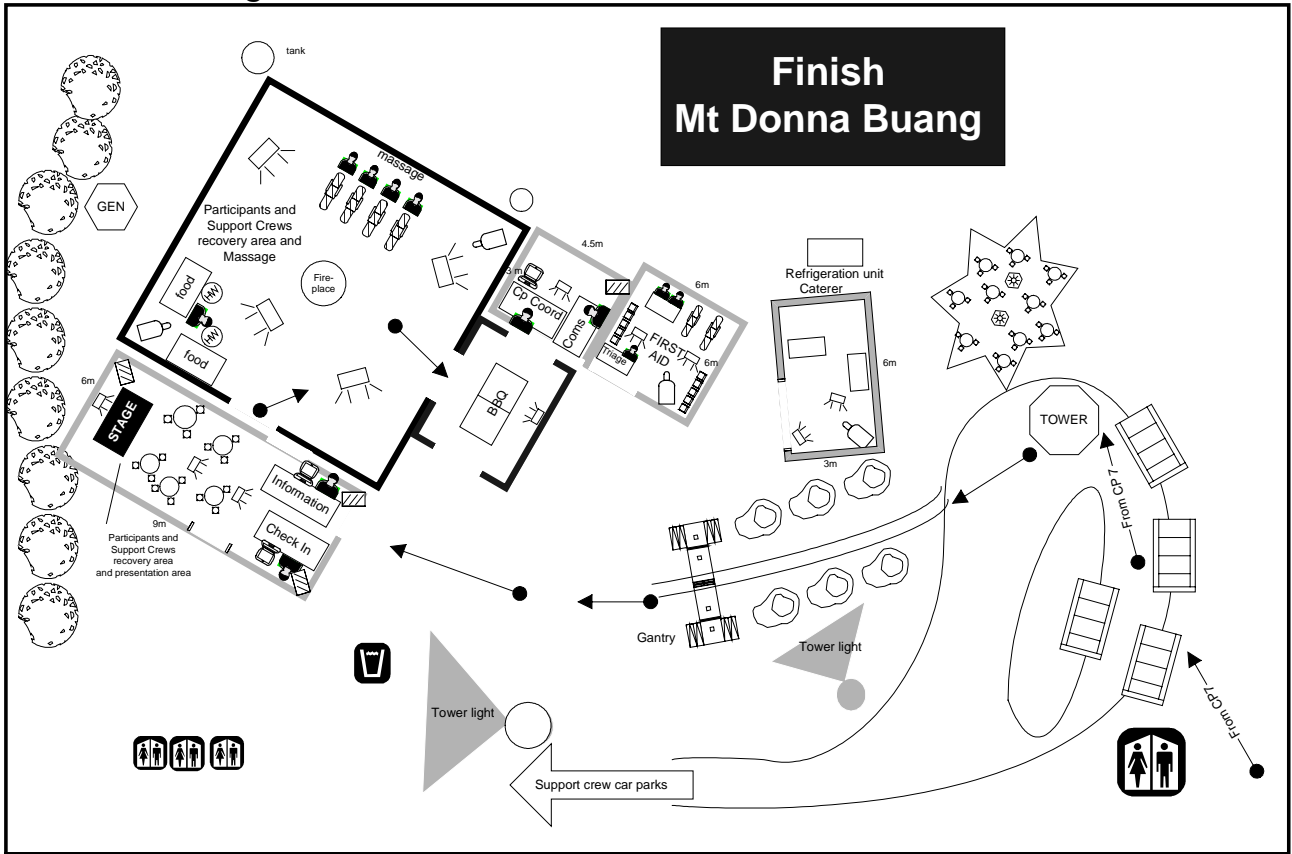 Finish
Mt Donna Buang
tank
massage
GEN
Participants and
Support Crews
recovery area and
Massage
Fire-
place
food
HW
HW
food
4.5m
3 m
Cp Coord
Coms
6m
6m
FIRST
AID
Triage
BBQ
Refrigeration unit
Caterer
6m
3m
TOWER
From CP7
From CP7
6m
STAGE
Information
Check In
9m
Participants and
Support Crews
recovery area
and presentation area
Gantry
Tower light
Tower light
Support crew car parks